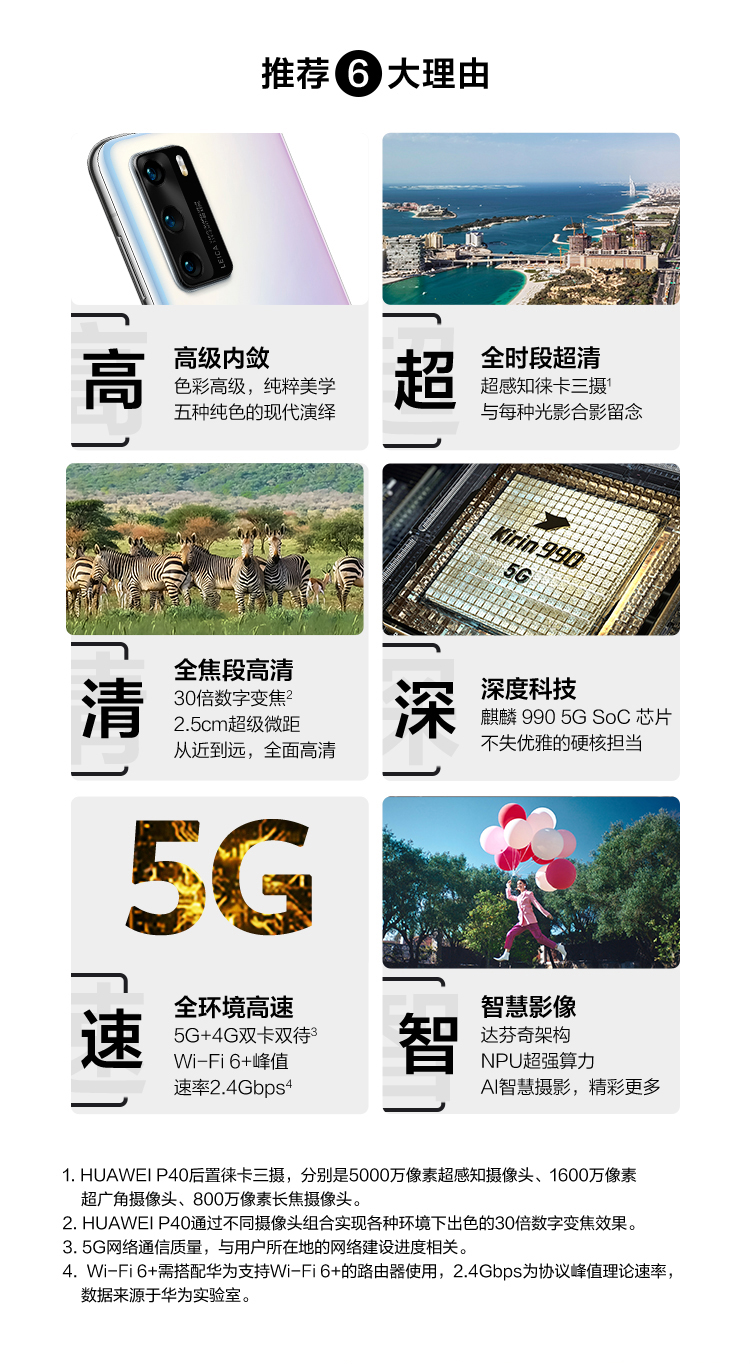 推荐6大理由
LEICA
高
高级内敛
色彩高级，纯粹美学
五种纯色的现代演绎
超
全时段超清
超感知徕卡三摄1
与每种光影合影留念
清
全焦段高清
30倍数字变焦2
2.5cm超级微距
从近到远，全面高清
Kirin 990
5G
深
深度科技
麒麟 990 5G SoC 芯片
不失优雅的硬核担当
5G
速
全环境高速
5G+4G双卡双待3
Wi-Fi 6+峰值
速率2.4Gbps4
智
智慧影像
达芬奇架构
NPU超强算力
AI智慧摄影，精彩更多
1. HUAWEI P40后置徕卡三摄，分别是5000万像素超感知摄像头、1600万像素
超广角摄像头、800万像素长焦摄像头。
2. HUAWEI P40通过不同摄像头组合实现各种环境下出色的30倍数字变焦效果。
3. 5G网络通信质量，与用户所在地的网络建设进度相关。
4. Wi-Fi 6+需搭配华为支持Wi-Fi 6+的路由器使用，2.4Gbps为协议峰值理论速率，
数据来源于华为实验室。